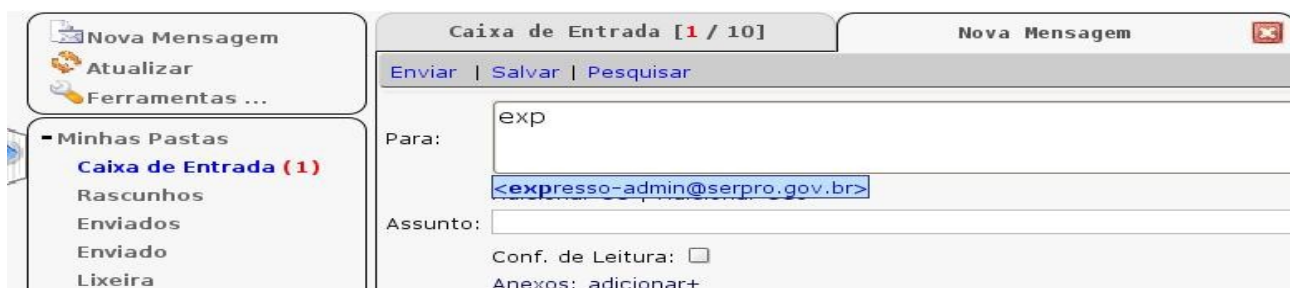 Nova Mensagem
Atualizar
Ferramentas ...
Minhas Pastas
Caixa de Entrada (1)
Rascunhos
Enviados
Enviado
Lixeira
Caixa de Entrada [1 / 10]
Nova Mensagem
Enviar | Salvar | Pesquisar
Para:
exp
<expresso-admin@serpro.gov.br>
Assunto:
Conf. de Leitura:
Anexos: adicionar+